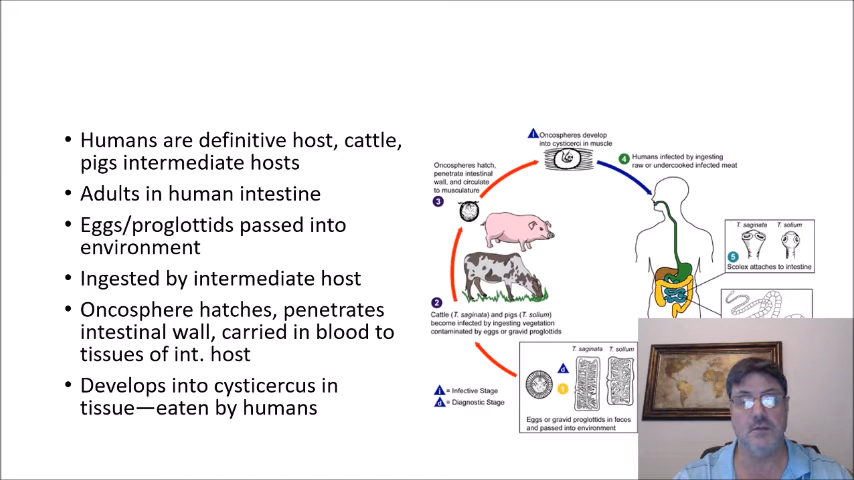 • Humans are definitive host, cattle,
pigs intermediate hosts
• Adults in human intestine
• Eggs/proglottids passed into
environment
• Ingested by intermediate host
• Oncosphere hatches, penetrates
intestinal wall, carried in blood to
tissues of int. host
• Develops into cysticercus in
tissue—eaten by humans
i
Oncospheres develop
into cysticerci in muscle
Oncospheres hatch,
penetrate intestinal
wall, and circulate
to musculature
3
4
Humans infected by ingesting
raw or undercooked infected meat
T. saginata
T. solium
5
Scolex attaches to intestine
2
Cattle (T. saginata) and pigs (T. solium)
become infected by ingesting vegetation
contaminated by eggs or gravid proglottids
T. saginata
T. solium
d
1
Eggs or gravid proglottids in feces
and passed into environment
i = Infective Stage
d = Diagnostic Stage